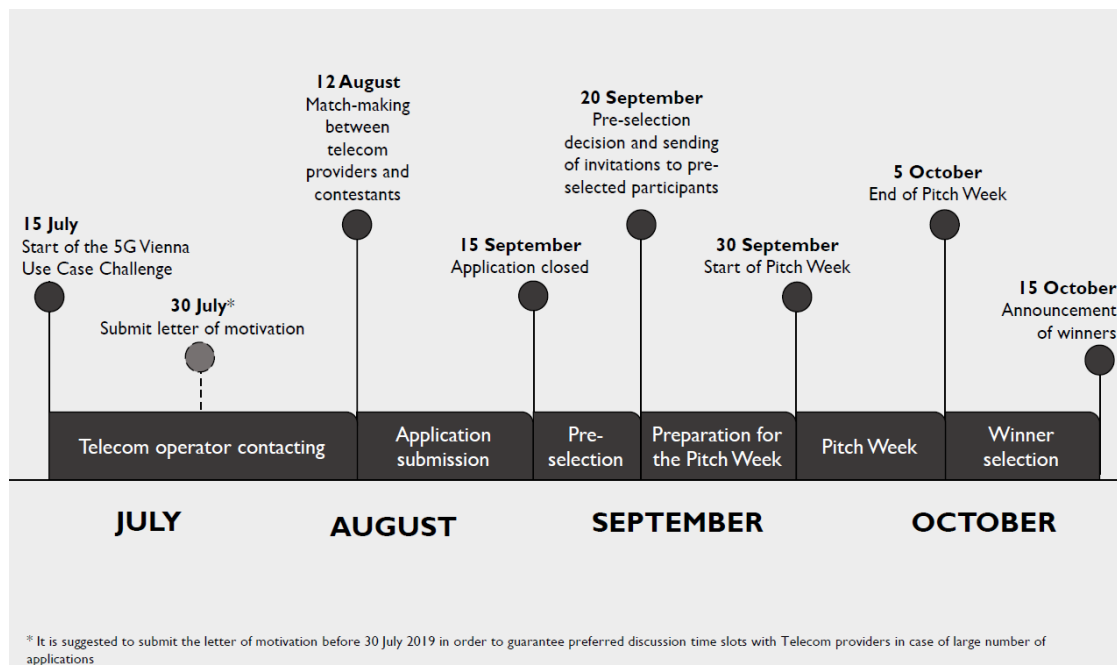 12 August
Match-making
between
telecom
providers and
contestants
20 September
Pre-selection
decision and sending
of invitations to pre-
selected participants
5 October
End of Pitch Week
15 July
Start of the 5G Vienna
Use Case Challenge
15 September
Application closed
30 September
Start of Pitch Week
30 July*
Submit letter of motivation
15 October
Announcement
of winners
Telecom operator contacting
Application
submission
Pre-
selection
Preparation for
the Pitch Week
Pitch Week
Winner
selection
JULY
AUGUST
SEPTEMBER
OCTOBER
* It is suggested to submit the letter of motivation before 30 July 2019 in order to guarantee preferred discussion time slots with Telecom providers in case of large number of
applications